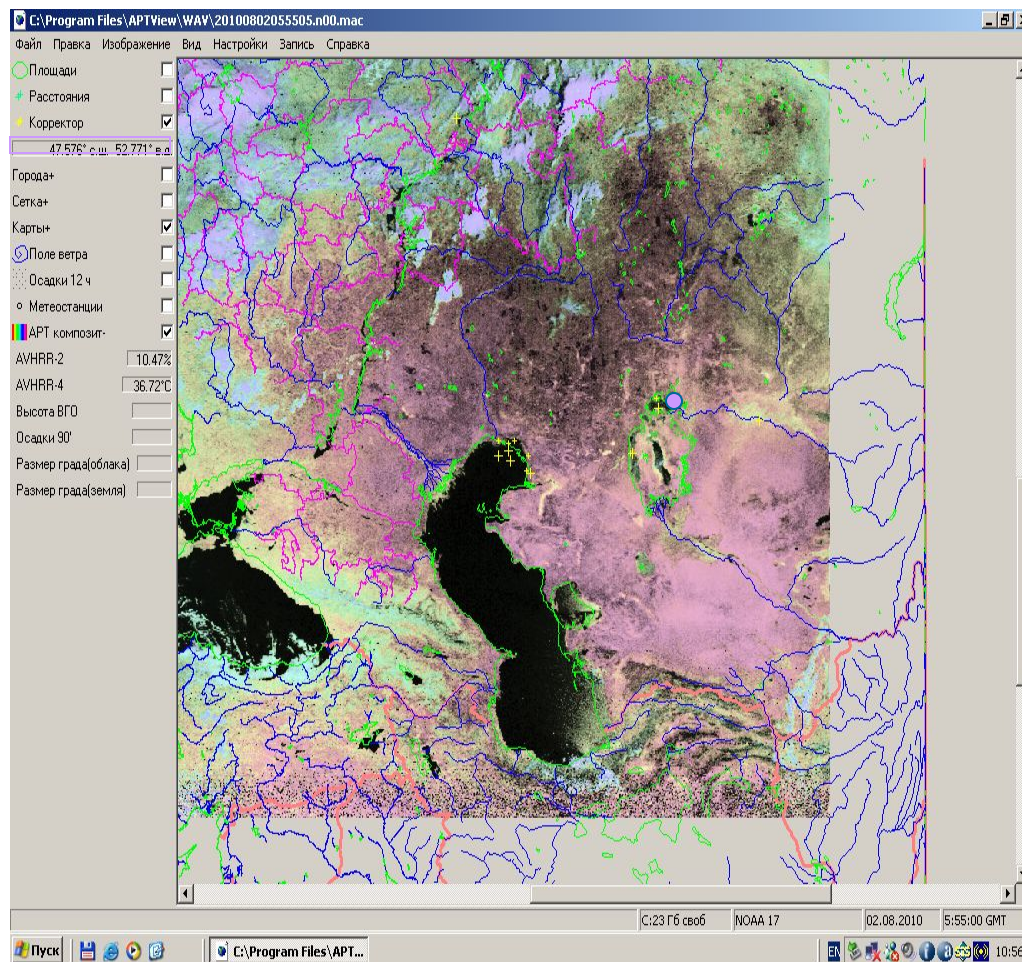 C:\Program Files\APTView\WAV\20100802055505.n00.mac
Файл Правка Изображение Вид Настройки Запись Справка
Площади
Расстояния
Корректор
47.576° с.ш. 52.771° в.д
Города+
Сетка+
Карты+
Поле ветра
Осадки 12 ч
Метеостанции
APT композит-
AVHRR-2 10.47%
AVHRR-4 36.72°C
Высота ВГО
Осадки 90'
Размер града(облака)
Размер града(земля)
C:23 Гб своб NOAA 17 02.08.2010 5:55:00 GMT
Пуск C:\Program Files\APT... EN 10:56